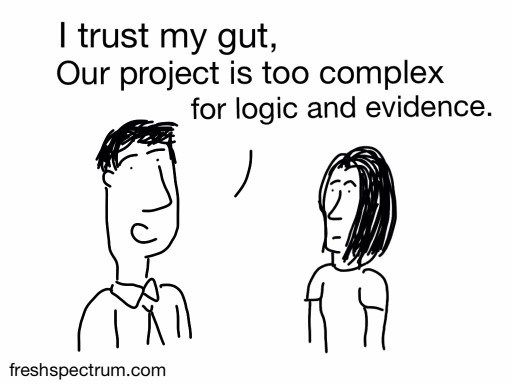 I trust my gut,
Our project is too complex
for logic and evidence.
freshspectrum.com